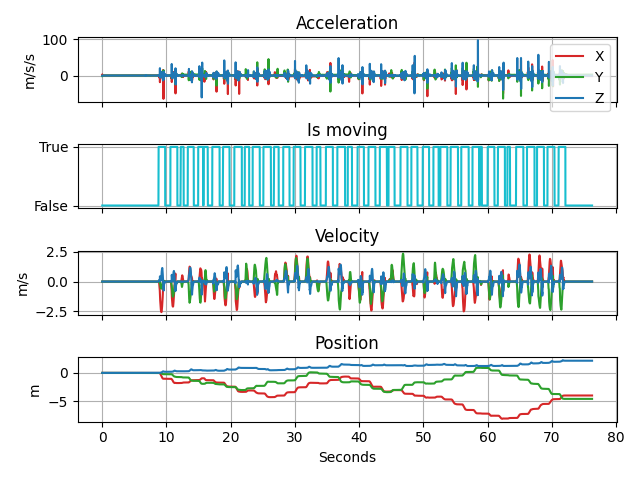 Acceleration
100
0
m/s/s
X
Y
Z
Is moving
True
False
Velocity
2.5
0.0
−2.5
m/s
Position
0
−5
m
0 10 20 30 40 50 60 70 80
Seconds